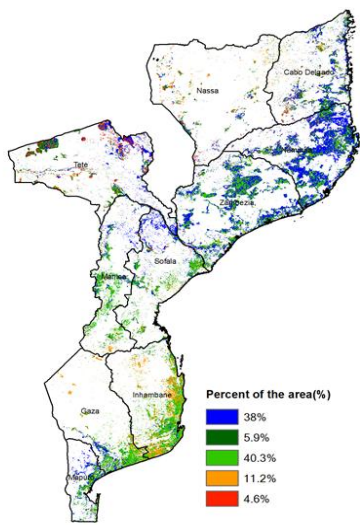 Cabo Delgado
Nassa
Nampula
Tete
Zambezia
Sofala
Manica
Inhambane
Gaza
Maputo
Percent of the area(%)
38%
5.9%
40.3%
11.2%
4.6%